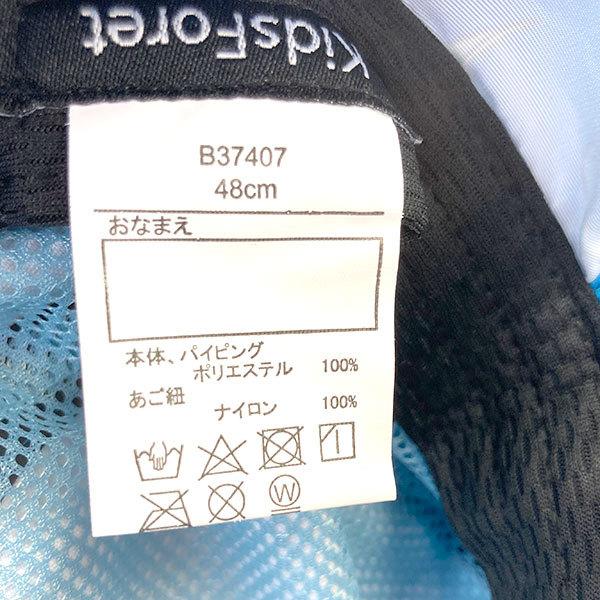 KidsForet
B37407
48cm
おなまえ
本体、パイピング
ポリエステル 100%
あご紐
ナイロン 100%
W